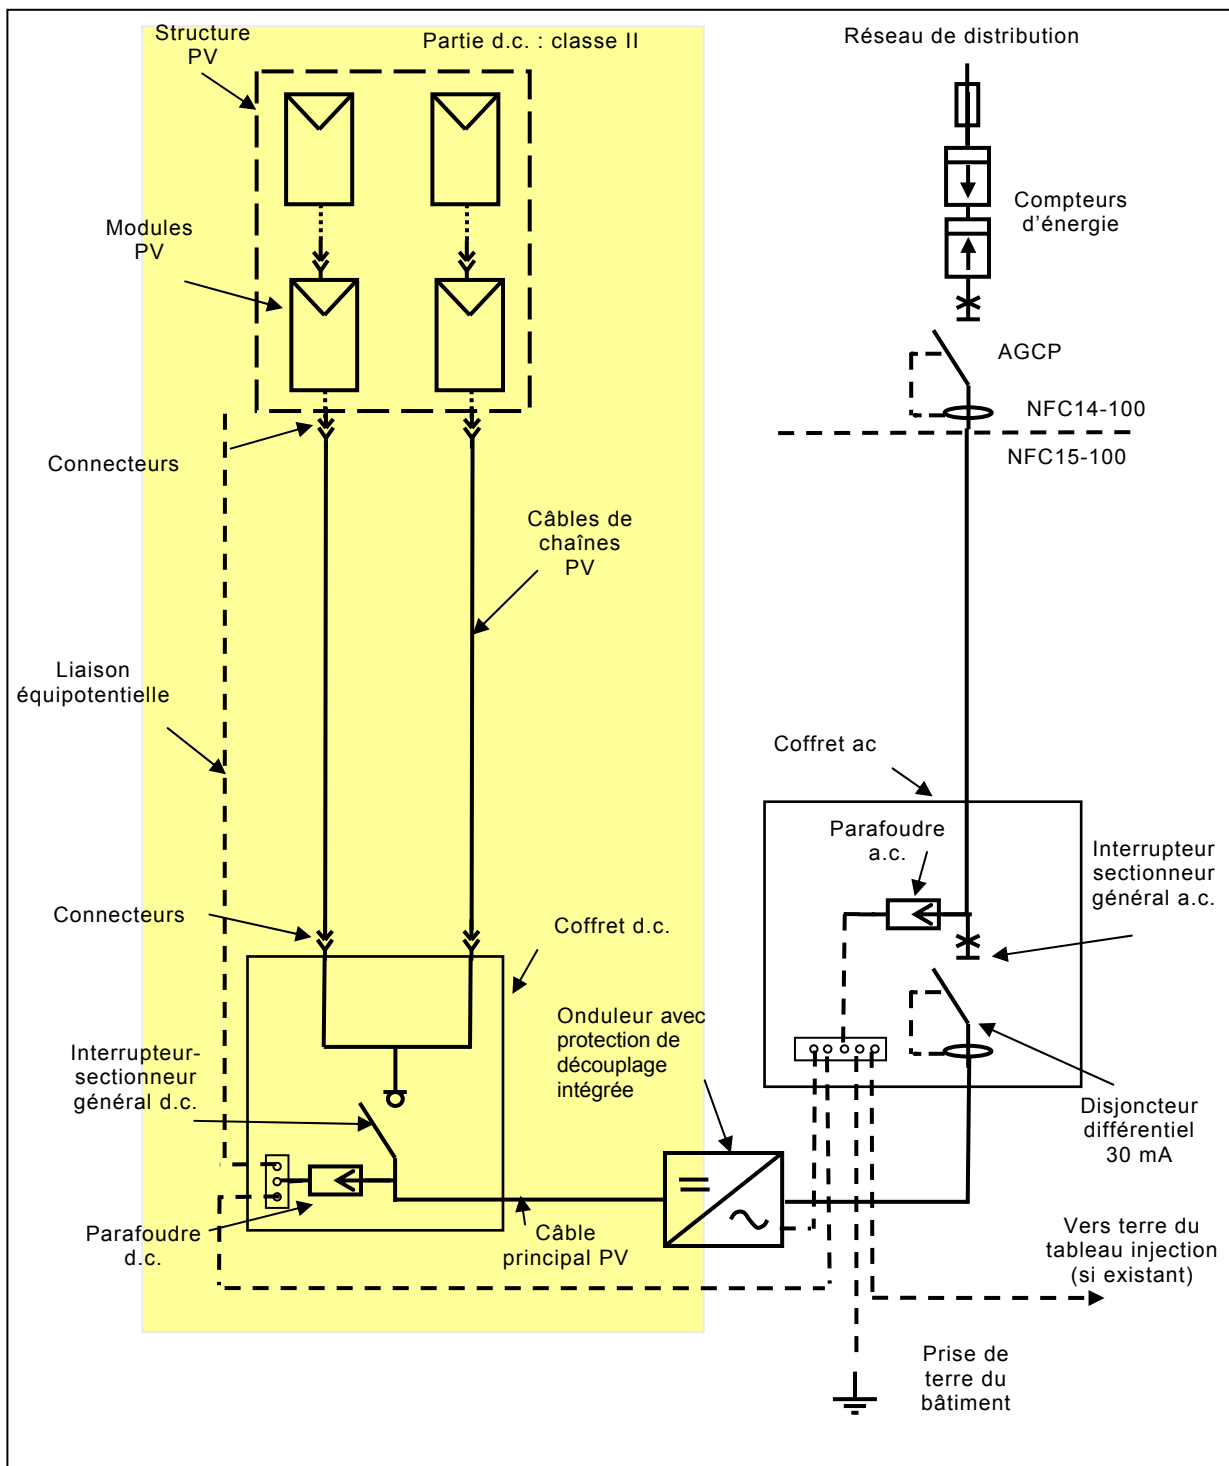 Structure
PV
Partie d.c. : classe II
Réseau de distribution
Modules
PV
Compteurs
d’énergie
AGCP
NFC14-100
NFC15-100
Connecteurs
Câbles de
chaînes
PV
Liaison
équipotentielle
Coffret ac
Parafoudre
a.c.
Interrupteur
sectionneur
général a.c.
Connecteurs
Coffret d.c.
Onduleur avec
protection de
découplage
intégrée
Interrupteur-
sectionneur
général d.c.
Disjoncteur
différentiel
30 mA
Parafoudre
d.c.
Câble
principal PV
Vers terre du
tableau injection
(si existant)
Prise de
terre du
bâtiment